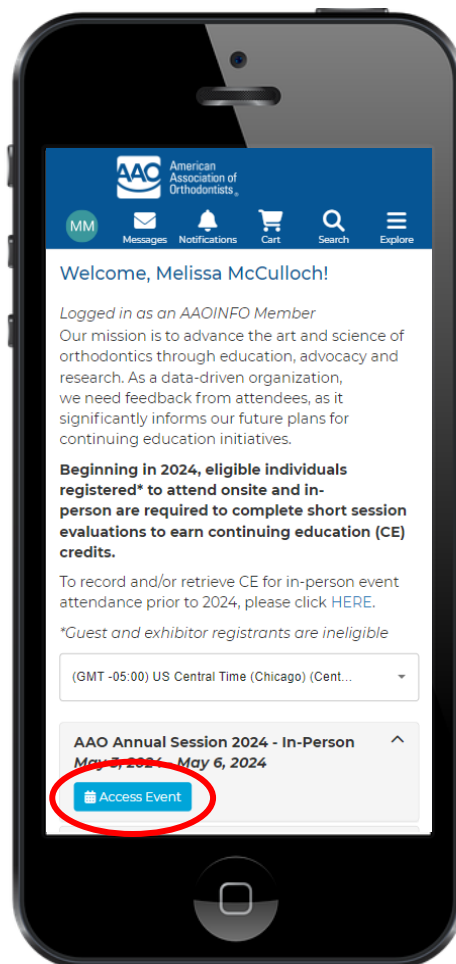 AAO
American
Association of
Orthodontists®
MM
Messages Notifications Cart Search Explore
Welcome, Melissa McCulloch!
Logged in as an AAOINFO Member
Our mission is to advance the art and science of
orthodontics through education, advocacy and
research. As a data-driven organization,
we need feedback from attendees, as it
significantly informs our future plans for
continuing education initiatives.
Beginning in 2024, eligible individuals
registered* to attend onsite and in-
person are required to complete short session
evaluations to earn continuing education (CE)
credits.
To record and/or retrieve CE for in-person event
attendance prior to 2024, please click HERE.
*Guest and exhibitor registrants are ineligible
(GMT -05:00) US Central Time (Chicago) (Cent...
AAO Annual Session 2024 - In-Person
May 3, 2024 - May 6, 2024
Access Event